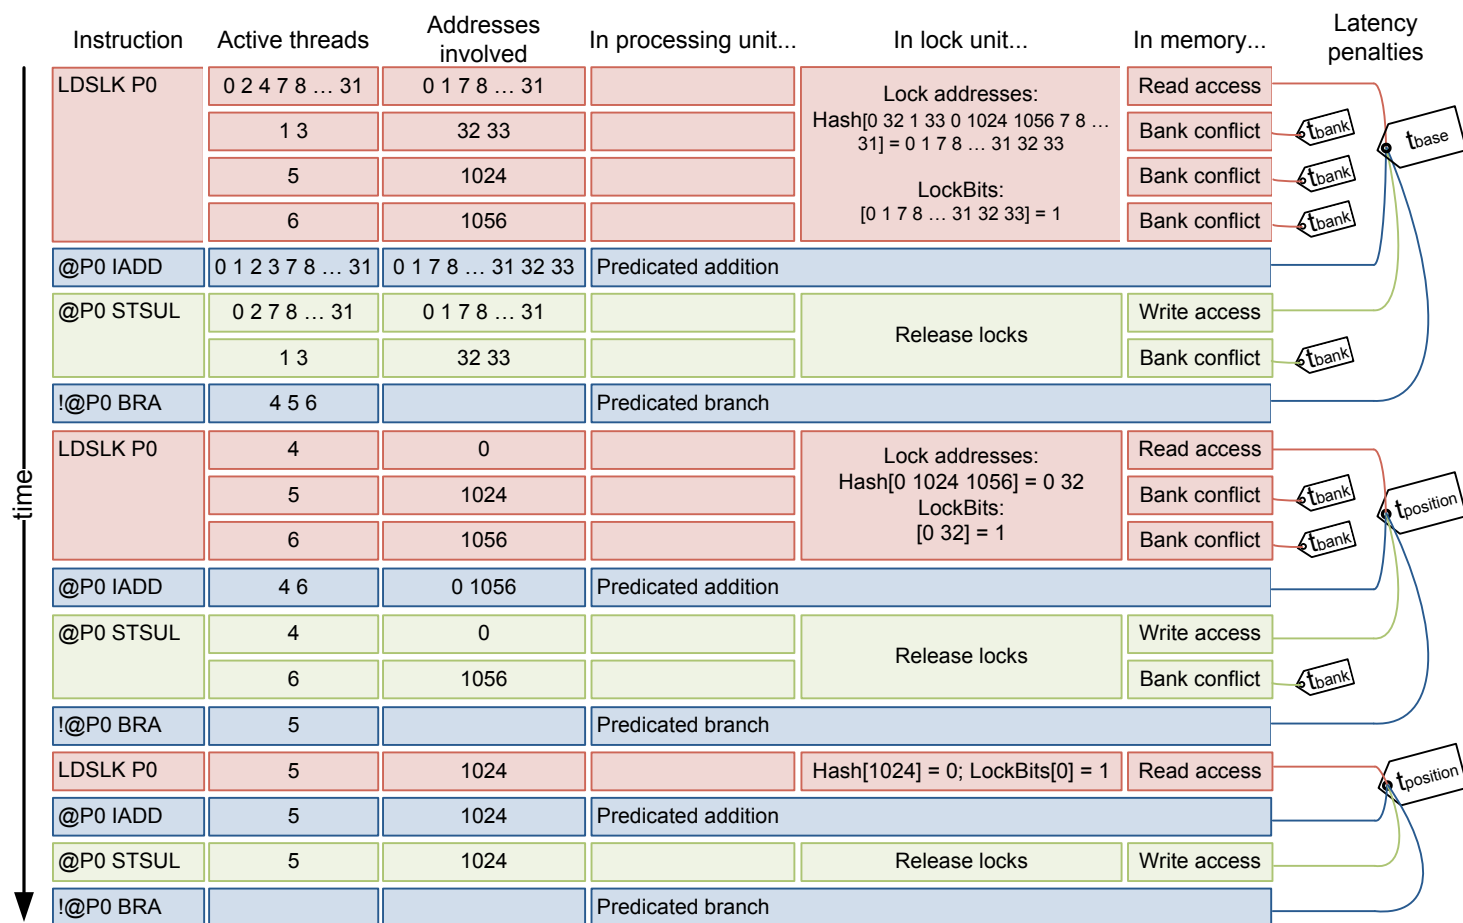 Instruction Active threads Addresses involved In processing unit... In lock unit... In memory... Latency penalties
time
LDSLK P0 0 2 4 7 8 … 31 0 1 7 8 … 31 Lock addresses: Read access
Hash[0 32 1 33 0 1024 1056 7 8 …
1 3 32 33 31] = 0 1 7 8 … 31 32 33 Bank conflict tbank tbase
5 1024 LockBits: Bank conflict tbank
6 1056 [0 1 7 8 … 31 32 33] = 1 Bank conflict tbank
@P0 IADD 0 1 2 3 7 8 … 31 0 1 7 8 … 31 32 33 Predicated addition
@P0 STSUL 0 2 7 8 … 31 0 1 7 8 … 31 Release locks Write access
1 3 32 33 Bank conflict tbank
!@P0 BRA 4 5 6 Predicated branch
LDSLK P0 4 0 Lock addresses: Read access
5 1024 Hash[0 1024 1056] = 0 32 Bank conflict tbank tposition
LockBits:
6 1056 [0 32] = 1 Bank conflict tbank
@P0 IADD 4 6 0 1056 Predicated addition
@P0 STSUL 4 0 Release locks Write access
6 1056 Bank conflict tbank
!@P0 BRA 5 Predicated branch
LDSLK P0 5 1024 Hash[1024] = 0; LockBits[0] = 1 Read access tposition
@P0 IADD 5 1024 Predicated addition
@P0 STSUL 5 1024 Release locks Write access
!@P0 BRA Predicated branch